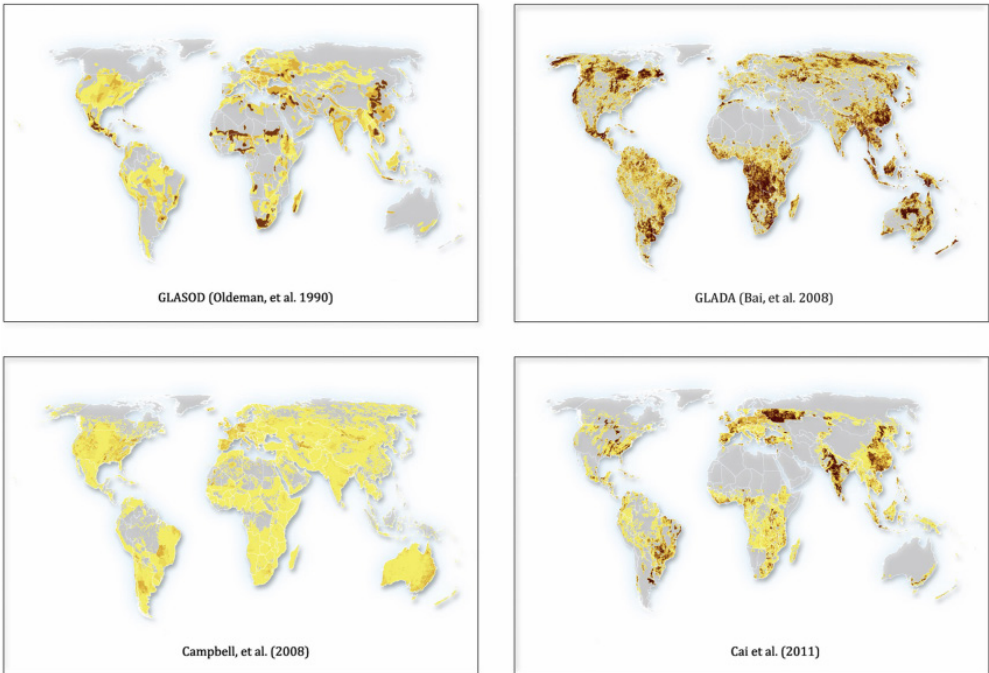 GLASOD (Oldeman, et al. 1990)
GLADA (Bai, et al. 2008)
Campbell, et al. (2008)
Cai et al. (2011)